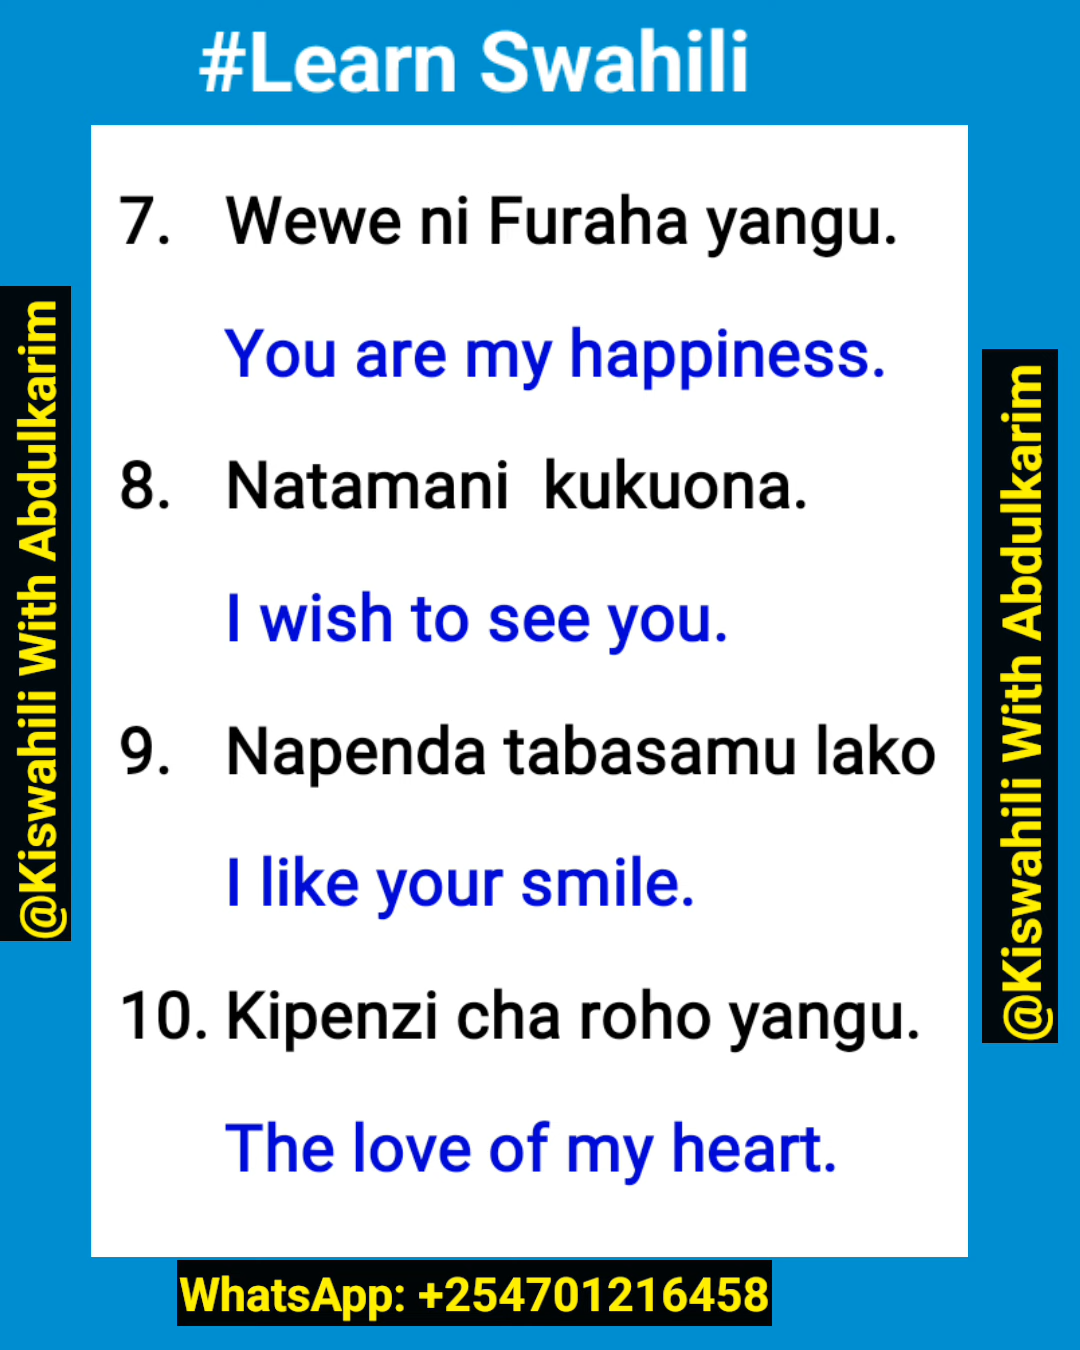 #Learn Swahili
7. Wewe ni Furaha yangu.
You are my happiness.
8. Natamani kukuona.
I wish to see you.
9. Napenda tabasamu lako
I like your smile.
10. Kipenzi cha roho yangu.
The love of my heart.
@Kiswahili With Abdulkarim
@Kiswahili With Abdulkarim
WhatsApp: +254701216458